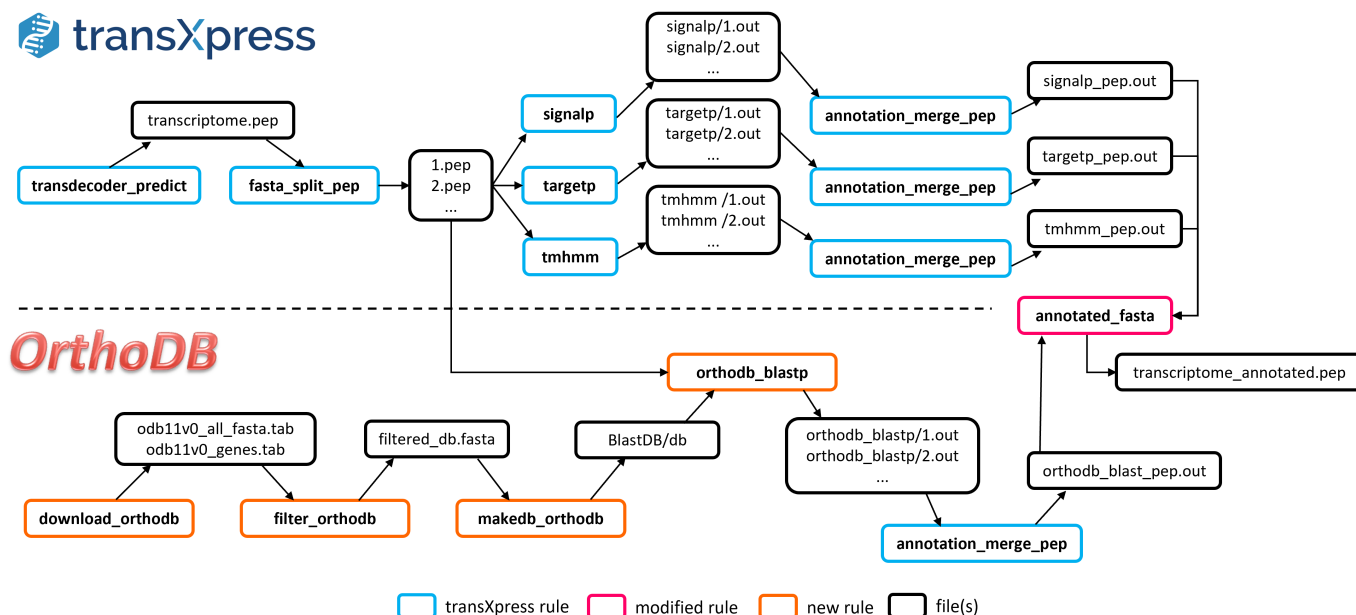 transXpress
signalp/1.out
signalp/2.out
...
signalp_pep.out
transcriptome.pep
signalp
targetp/1.out
targetp/2.out
...
annotation_merge_pep
targetp_pep.out
transdecoder_predict
fasta_split_pep
1.pep
2.pep
...
targetp
annotation_merge_pep
tmhmm /1.out
tmhmm /2.out
...
tmhmm_pep.out
tmhmm
annotation_merge_pep
annotated_fasta
OrthoDB
orthodb_blastp
transcriptome_annotated.pep
odb11v0_all_fasta.tab
odb11v0_genes.tab
filtered_db.fasta
BlastDB/db
orthodb_blastp/1.out
orthodb_blastp/2.out
...
orthodb_blast_pep.out
download_orthodb
filter_orthodb
makedb_orthodb
annotation_merge_pep
transXpress rule
modified rule
new rule
file(s)